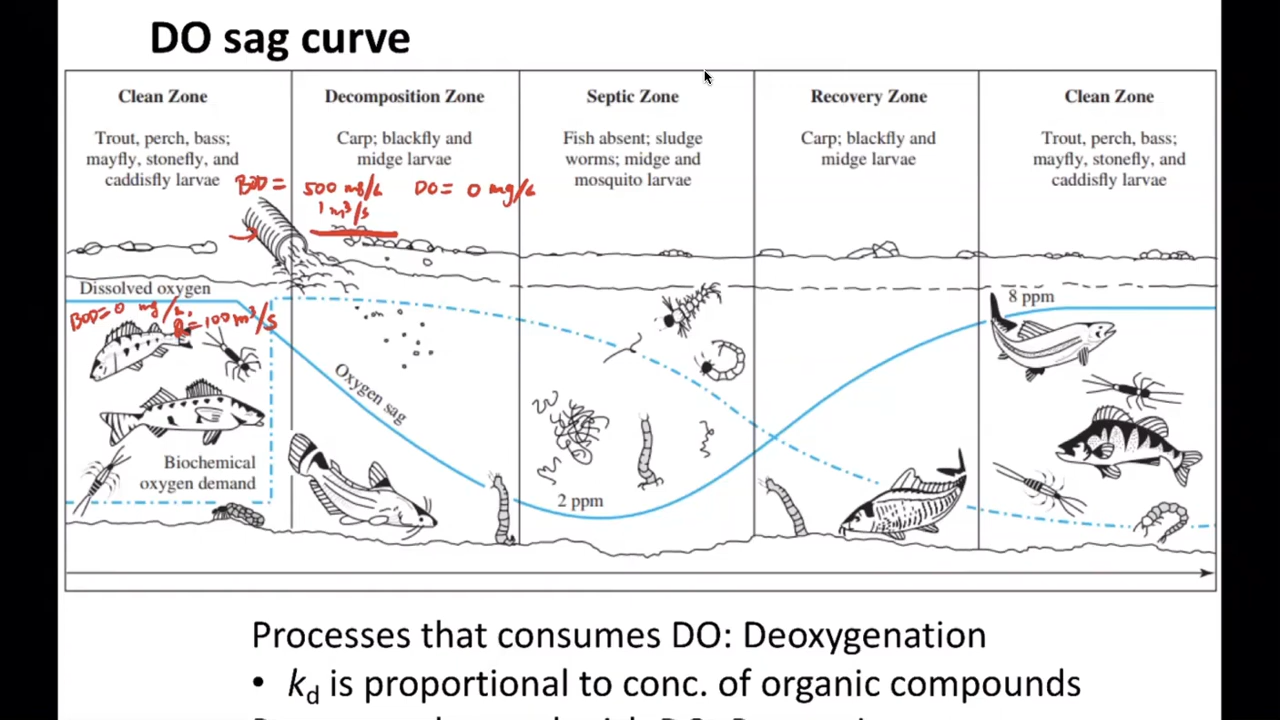 DO sag curve
Clean Zone
Trout, perch, bass;
mayfly, stonefly, and
caddisfly larvae
Decomposition Zone
Carp; blackfly and
midge larvae
Septic Zone
Fish absent; sludge
worms; midge and
mosquito larvae
Recovery Zone
Carp; blackfly and
midge larvae
Clean Zone
Trout, perch, bass;
mayfly, stonefly, and
caddisfly larvae
BOD = 500 mg/L DO = 0 mg/L
1 m³/s
Dissolved oxygen
BOD = 0 mg/L,
Q = 100 m³/s
8 ppm
Oxygen sag
Biochemical
oxygen demand
2 ppm
Processes that consumes DO: Deoxygenation
• kd is proportional to conc. of organic compounds